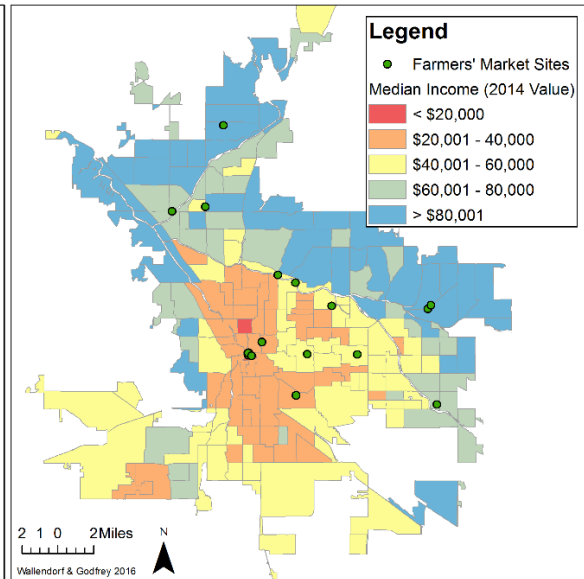 Legend
Farmers' Market Sites
Median Income (2014 Value)
< $20,000
$20,001 - 40,000
$40,001 - 60,000
$60,001 - 80,000
> $80,001
2 1 0 2 Miles
N
Wallendorf & Godfrey 2016